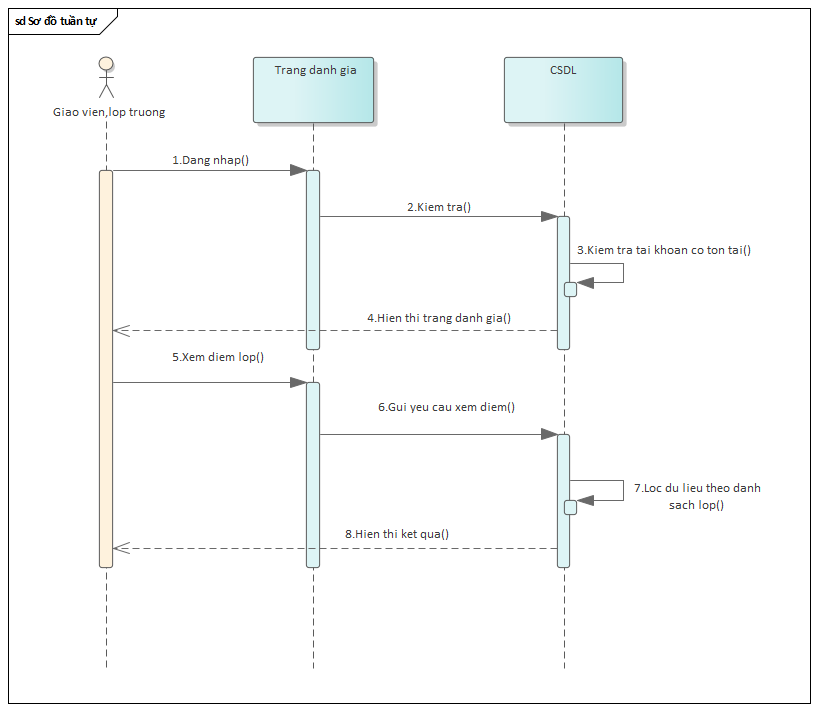 sd Sơ đồ tuần tự
Giao vien,lop truong
Trang danh gia
CSDL
1.Dang nhap()
2.Kiem tra()
3.Kiem tra tai khoan co ton tai()
4.Hien thi trang danh gia()
5.Xem diem lop()
6.Gui yeu cau xem diem()
7.Loc du lieu theo danh
sach lop()
8.Hien thi ket qua()